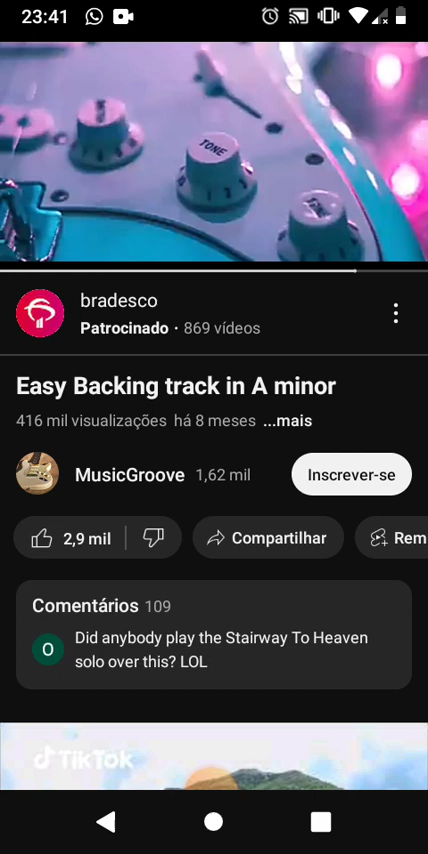 23:41
TONE
bradesco
Patrocinado · 869 vídeos
Easy Backing track in A minor
416 mil visualizações há 8 meses ...mais
MusicGroove 1,62 mil
Inscrever-se
2,9 mil
Compartilhar
Rem
Comentários 109
O
Did anybody play the Stairway To Heaven
solo over this? LOL
TikTok